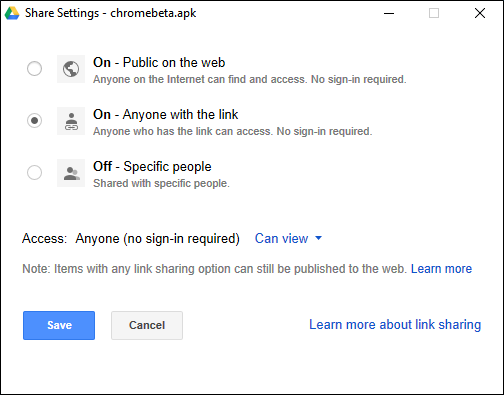 Share Settings - chromebeta.apk
On - Public on the web
Anyone on the Internet can find and access. No sign-in required.
On - Anyone with the link
Anyone who has the link can access. No sign-in required.
Off - Specific people
Shared with specific people.
Access: Anyone (no sign-in required) Can view
Note: Items with any link sharing option can still be published to the web. Learn more
Save Cancel Learn more about link sharing